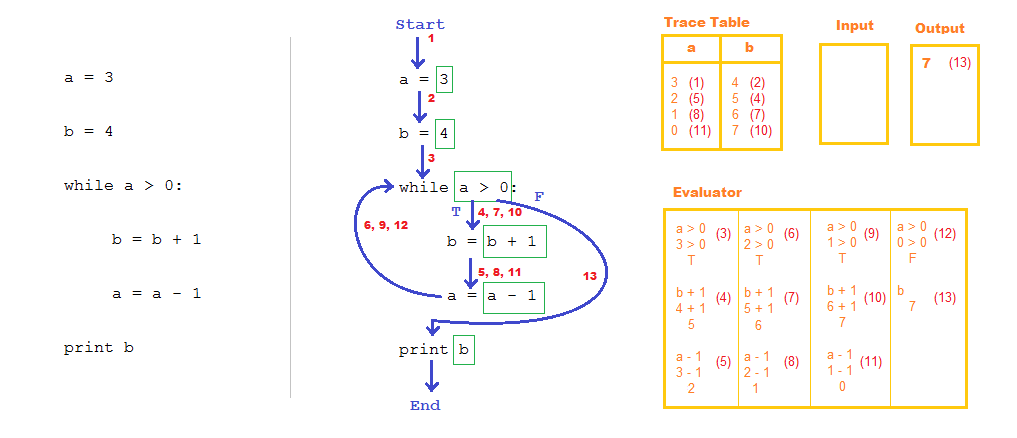 a = 3
b = 4
while a > 0:
b = b + 1
a = a - 1
print b
Start
1
a = 3
2
b = 4
3
while a > 0:
F
T 4, 7, 10
6, 9, 12
b = b + 1
5, 8, 11
13
a = a - 1
print b
End
Trace Table
a b
3 (1) 4 (2)
2 (5) 5 (4)
1 (8) 6 (7)
0 (11) 7 (10)
Input
Output
7 (13)
Evaluator
a > 0 (3) a > 0 (6) a > 0 (9) a > 0 (12)
3 > 0 2 > 0 1 > 0 0 > 0
T T T F
b + 1 (4) b + 1 (7) b + 1 (10) b (13)
4 + 1 5 + 1 6 + 1 7
5 6 7
a - 1 (5) a - 1 (8) a - 1 (11)
3 - 1 2 - 1 1 - 1
2 1 0